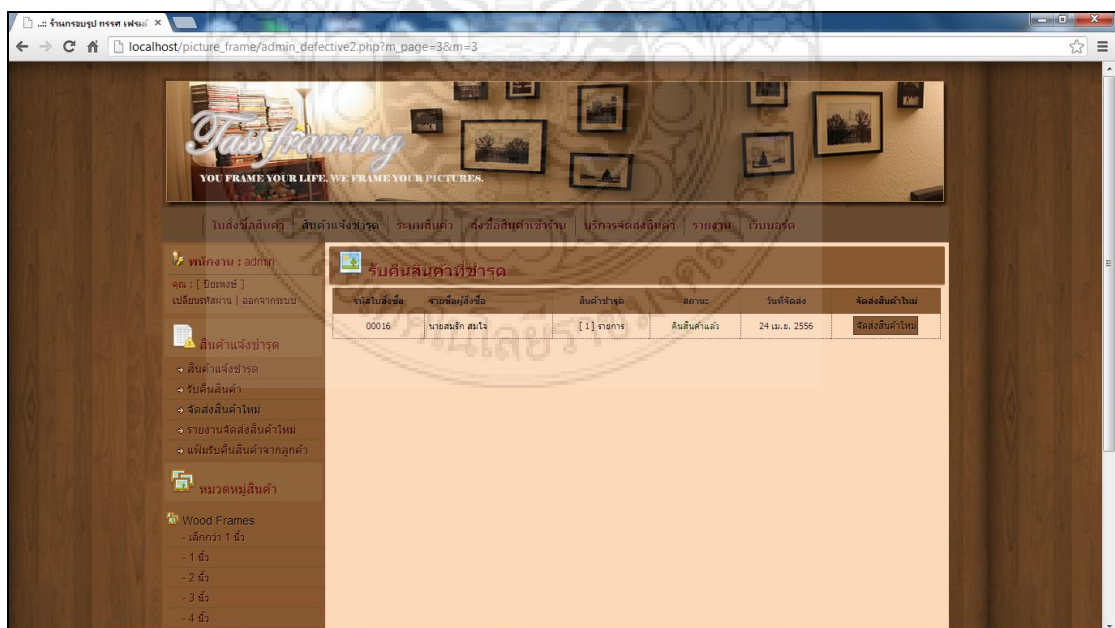 ..:: ร้านกรอบรูป ทรรศ เฟรม
localhost/picture_frame/admin_defective2.php?m_page=3&m=3
Tass framing
YOU FRAME YOUR LIFE, WE FRAME YOUR PICTURES.
ใบสั่งซื้อสินค้า | สินค้าแจ้งชำรุด | ระบบสินค้า | สั่งซื้อสินค้าเข้าร้าน | บริการจัดส่งสินค้า | รายงาน | เว็บบอร์ด
พนักงาน : admin
คุณ : [ ปิยะพงษ์ ]
เปลี่ยนรหัสผ่าน | ออกจากระบบ
สินค้าแจ้งชำรุด
สินค้าแจ้งชำรุด
รับคืนสินค้า
จัดส่งสินค้าใหม่
รายงานจัดส่งสินค้าใหม่
แฟ้มรับคืนสินค้าจากลูกค้า
หมวดหมู่สินค้า
Wood Frames
- เล็กกว่า 1 นิ้ว
- 1 นิ้ว
- 2 นิ้ว
- 3 นิ้ว
- 4 นิ้ว
รับคืนสินค้าที่ชำรุด
รหัสใบสั่งซื้อ รายชื่อผู้สั่งซื้อ สินค้าชำรุด สถานะ วันที่จัดส่ง จัดส่งสินค้าใหม่
00016 นายสมรัก สมใจ [ 1 ] รายการ คืนสินค้าแล้ว 24 เม.ย. 2556 จัดส่งสินค้าใหม่